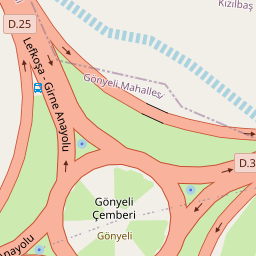 Kızılbaş
D.25
Lefkoşa - Girne Anayolu
Gönyeli Mahallesi
D.3
Gönyeli
Çemberi
Gönyeli
Anayolu